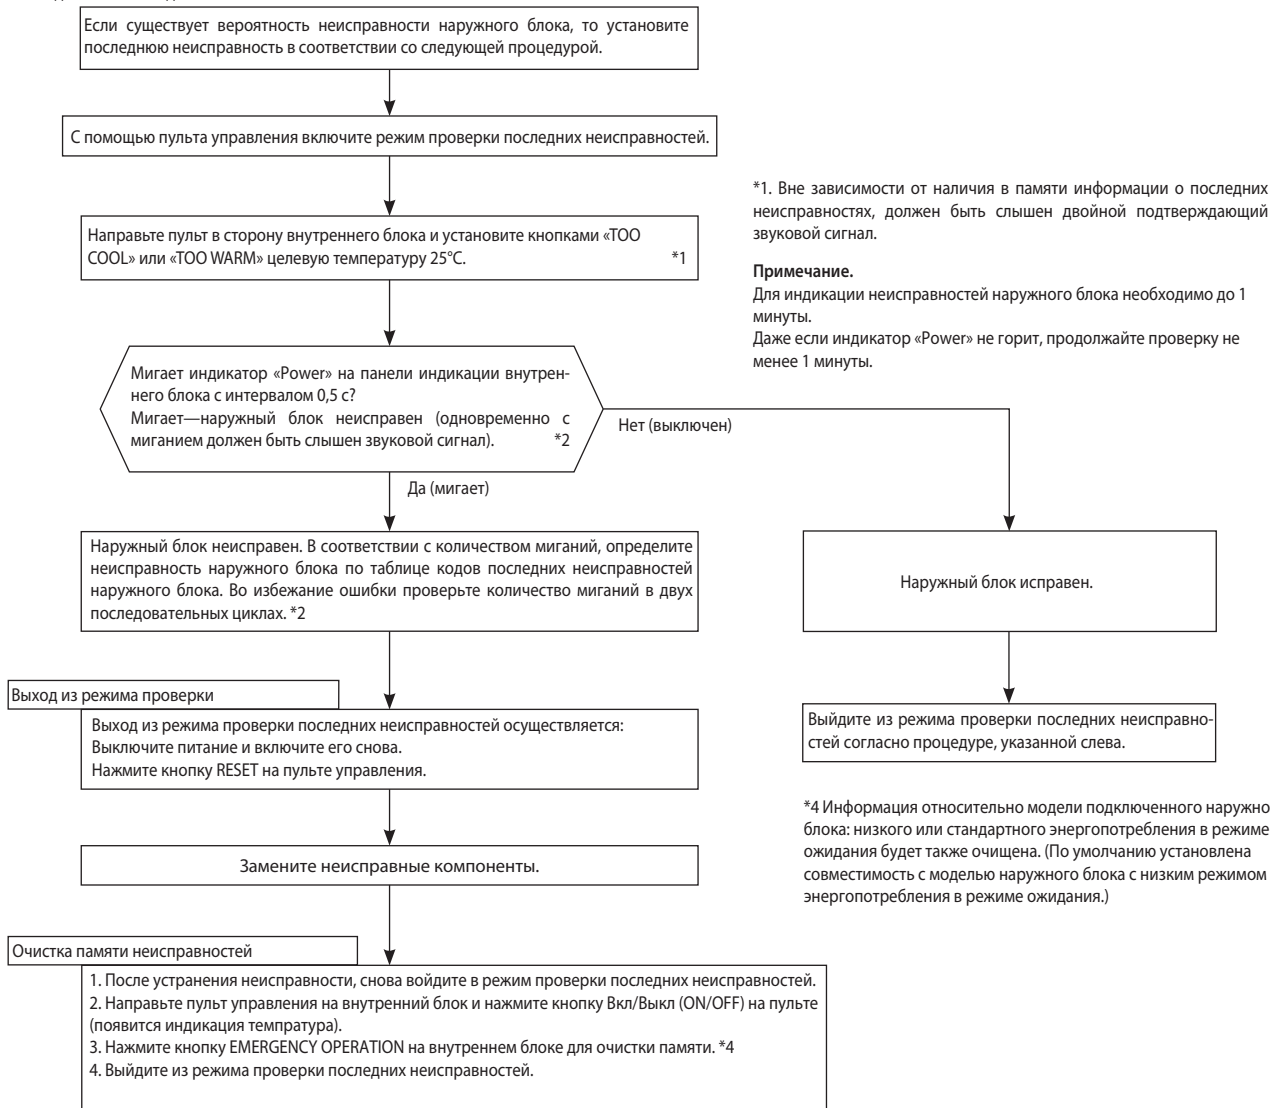 Если существует вероятность неисправности наружного блока, то установите
последнюю неисправность в соответствии со следующей процедурой.
С помощью пульта управления включите режим проверки последних неисправностей.
Направьте пульт в сторону внутреннего блока и установите кнопками «TOO
COOL» или «TOO WARM» целевую температуру 25°C. *1
*1. Вне зависимости от наличия в памяти информации о последних
неисправностях, должен быть слышен двойной подтверждающий
звуковой сигнал.
Примечание.
Для индикации неисправностей наружного блока необходимо до 1
минуты.
Даже если индикатор «Power» не горит, продолжайте проверку не
менее 1 минуты.
Мигает индикатор «Power» на панели индикации внутрен-
него блока с интервалом 0,5 с?
Мигает—наружный блок неисправен (одновременно с
миганием должен быть слышен звуковой сигнал). *2
Нет (выключен)
Да (мигает)
Наружный блок неисправен. В соответствии с количеством миганий, определите
неисправность наружного блока по таблице кодов последних неисправностей
наружного блока. Во избежание ошибки проверьте количество миганий в двух
последовательных циклах. *2
Наружный блок исправен.
Выход из режима проверки
Выход из режима проверки последних неисправностей осуществляется:
Выключите питание и включите его снова.
Нажмите кнопку RESET на пульте управления.
Выйдите из режима проверки последних неисправно-
стей согласно процедуре, указанной слева.
*4 Информация относительно модели подключенного наружно
блока: низкого или стандартного энергопотребления в режиме
ожидания будет также очищена. (По умолчанию установлена
совместимость с моделью наружного блока с низким режимом
энергопотребления в режиме ожидания.)
Замените неисправные компоненты.
Очистка памяти неисправностей
1. После устранения неисправности, снова войдите в режим проверки последних неисправностей.
2. Направьте пульт управления на внутренний блок и нажмите кнопку Вкл/Выкл (ON/OFF) на пульте
(появится индикация темпратура).
3. Нажмите кнопку EMERGENCY OPERATION на внутреннем блоке для очистки памяти. *4
4. Выйдите из режима проверки последних неисправностей.